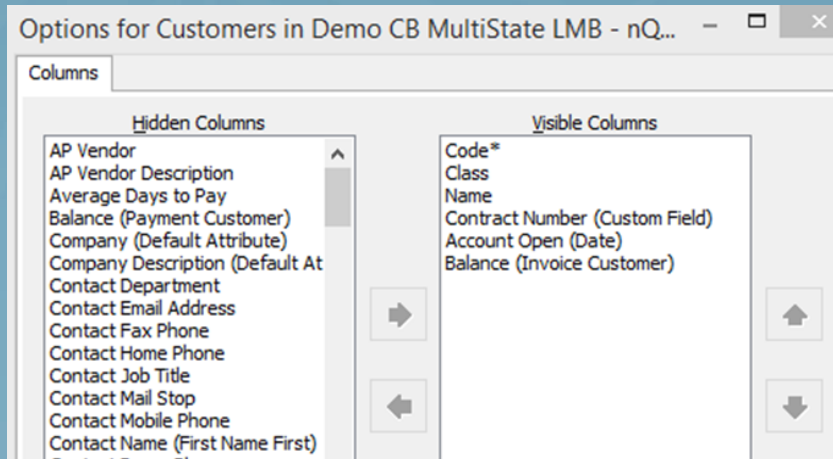 Options for Customers in Demo CB MultiState LMB - nQ...
Columns
Hidden Columns
AP Vendor
AP Vendor Description
Average Days to Pay
Balance (Payment Customer)
Company (Default Attribute)
Company Description (Default At
Contact Department
Contact Email Address
Contact Fax Phone
Contact Home Phone
Contact Job Title
Contact Mail Stop
Contact Mobile Phone
Contact Name (First Name First)
Visible Columns
Code*
Class
Name
Contract Number (Custom Field)
Account Open (Date)
Balance (Invoice Customer)